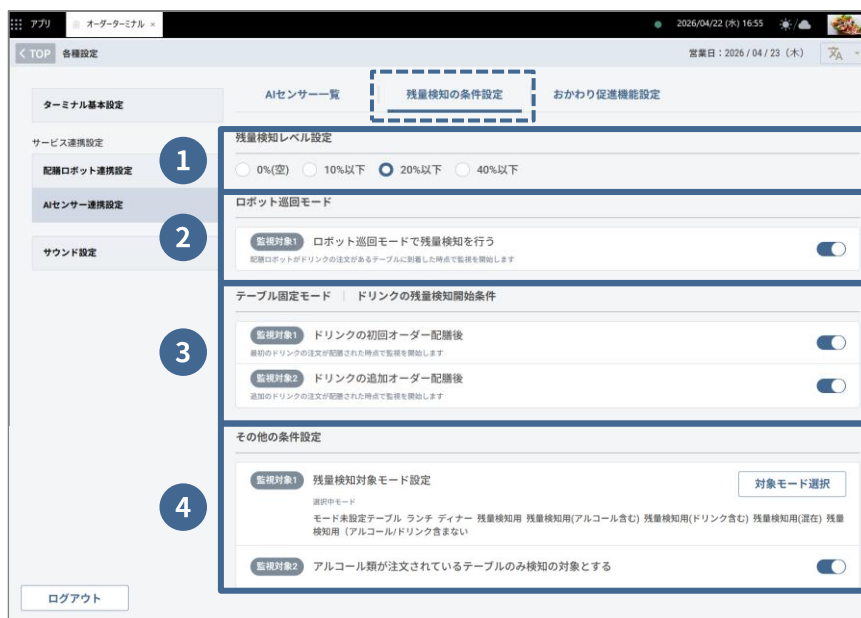 アプリ オーダーターミナル × 2026/04/22 (水) 16:55
< TOP 各種設定 営業日：2026 / 04 / 23（木）
ターミナル基本設定
サービス連携設定
配膳ロボット連携設定
AIセンサー連携設定
サウンド設定
ログアウト
AIセンサー一覧 残量検知の条件設定 おかわり促進機能設定
1
残量検知レベル設定
0%(空) 10%以下 20%以下 40%以下
2
ロボット巡回モード
監視対象1 ロボット巡回モードで残量検知を行う
配膳ロボットがドリンクの注文があるテーブルに到着した時点で監視を開始します
3
テーブル固定モード | ドリンクの残量検知開始条件
監視対象1 ドリンクの初回オーダー配膳後
最初のドリンクの注文が配膳された時点で監視を開始します
監視対象2 ドリンクの追加オーダー配膳後
追加のドリンクの注文が配膳された時点で監視を開始します
4
その他の条件設定
監視対象1 残量検知対象モード設定 対象モード選択
選択中モード
モード未設定テーブル ランチ ディナー 残量検知用 残量検知用(アルコール含む) 残量検知用(ドリンク含む) 残量検知用(混在) 残量
検知用（アルコール/ドリンク含まない
監視対象2 アルコール類が注文されているテーブルのみ検知の対象とする